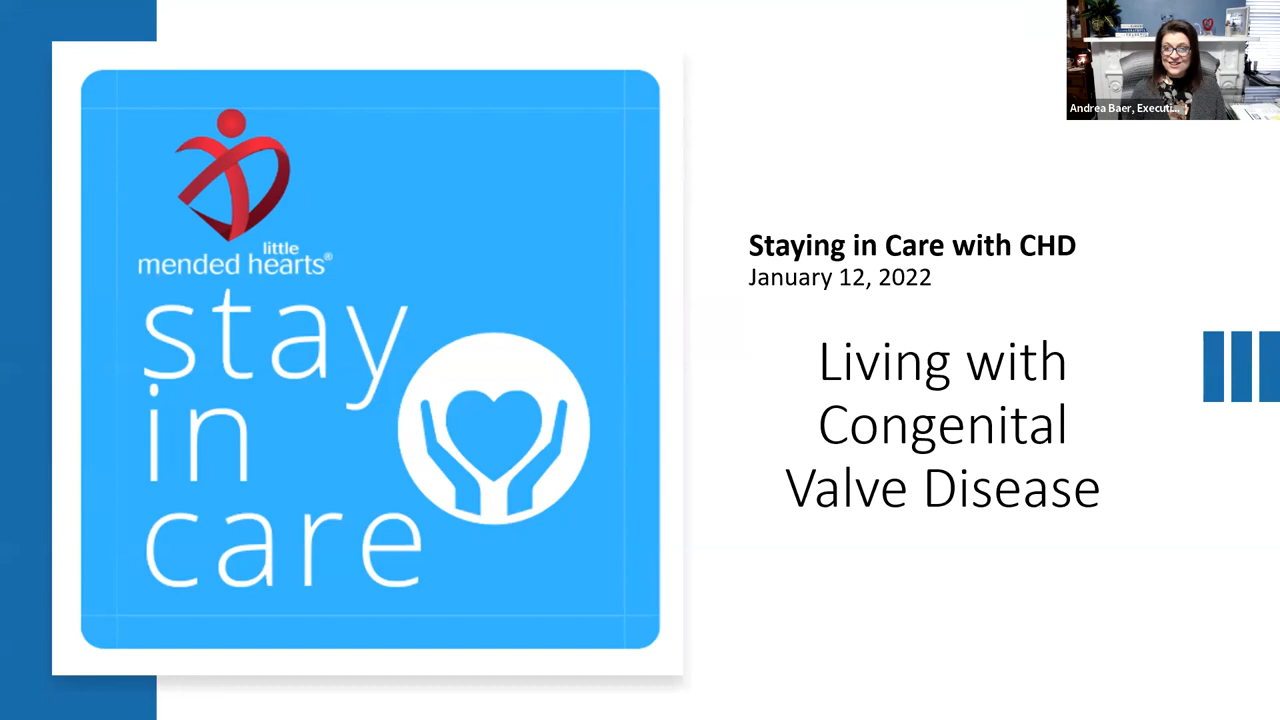 little
mended hearts®
stay
in
care
Staying in Care with CHD
January 12, 2022
Living with
Congenital
Valve Disease
Andrea Baer, Executi...